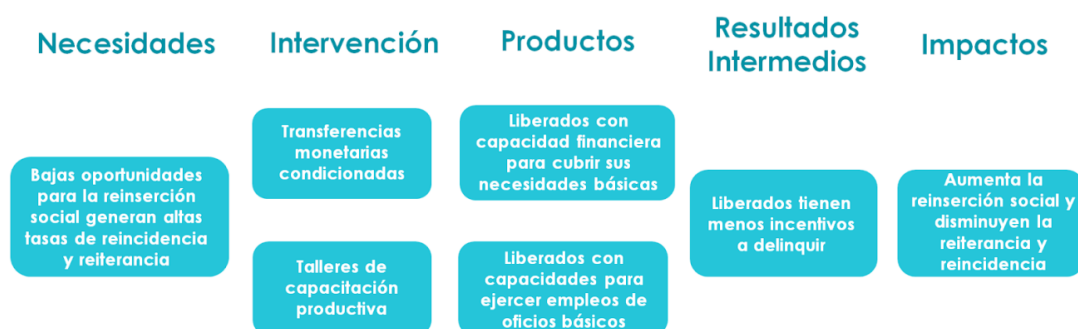 Necesidades
Intervención
Productos
Resultados
Intermedios
Impactos
Bajas oportunidades
para la reinserción
social generan altas
tasas de reincidencia
y reiterancia
Transferencias
monetarias
condicionadas
Talleres de
capacitación
productiva
Liberados con
capacidad financiera
para cubrir sus
necesidades básicas
Liberados con
capacidades para
ejercer empleos de
oficios básicos
Liberados tienen
menos incentivos
a delinquir
Aumenta la
reinserción social y
disminuyen la
reiterancia y
reincidencia